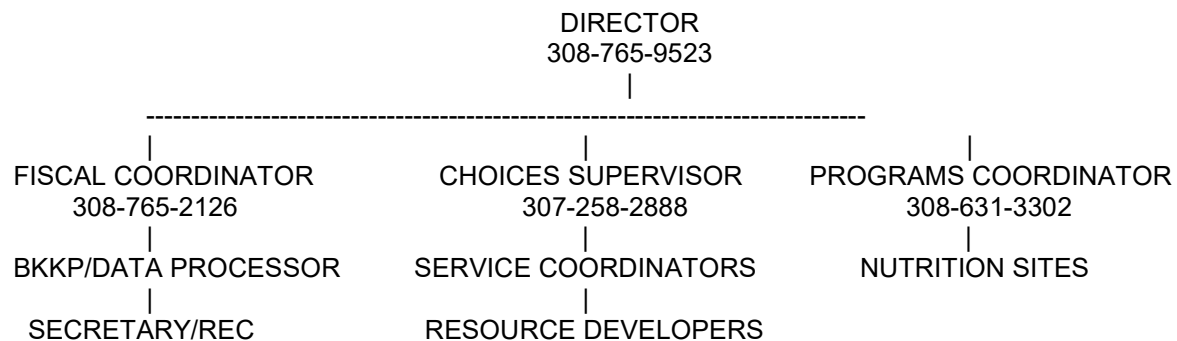 DIRECTOR
308-765-9523
|
-------------------------------------------------------------------------------------
| | |
FISCAL COORDINATOR CHOICES SUPERVISOR PROGRAMS COORDINATOR
308-765-2126 307-258-2888 308-631-3302
| | |
BKKP/DATA PROCESSOR SERVICE COORDINATORS NUTRITION SITES
| |
SECRETARY/REC RESOURCE DEVELOPERS